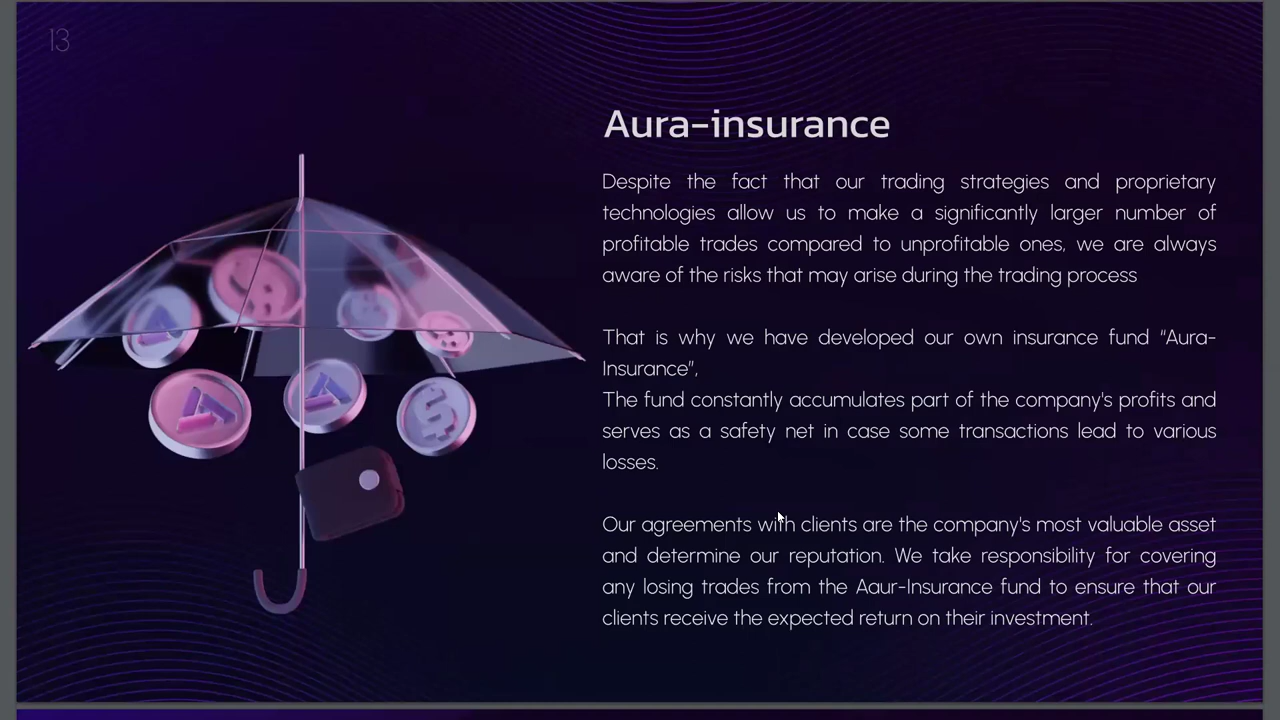 13
Aura-insurance
Despite the fact that our trading strategies and proprietary
technologies allow us to make a significantly larger number of
profitable trades compared to unprofitable ones, we are always
aware of the risks that may arise during the trading process
That is why we have developed our own insurance fund “Aura-
Insurance”,
The fund constantly accumulates part of the company's profits and
serves as a safety net in case some transactions lead to various
losses.
Our agreements with clients are the company's most valuable asset
and determine our reputation. We take responsibility for covering
any losing trades from the Aaur-Insurance fund to ensure that our
clients receive the expected return on their investment.